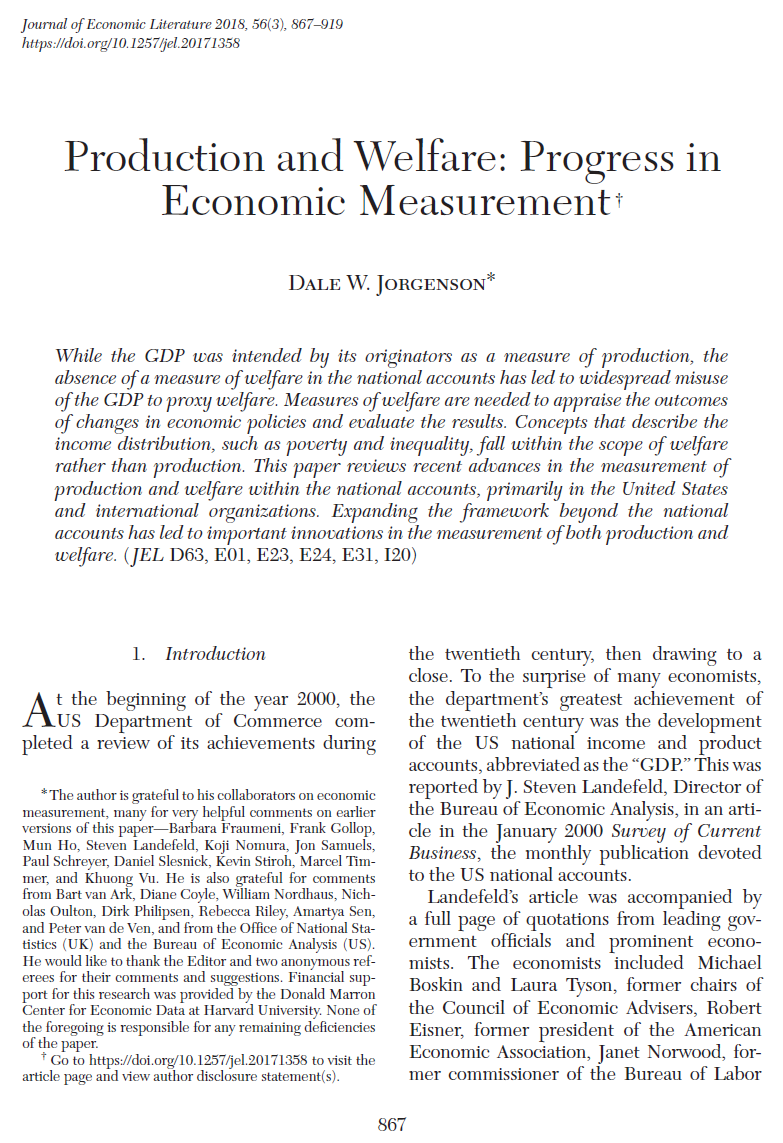 Journal of Economic Literature 2018, 56(3), 867–919
https://doi.org/10.1257/jel.20171358
Production and Welfare: Progress in
Economic Measurement†
Dale W. Jorgenson*
While the GDP was intended by its originators as a measure of production, the
absence of a measure of welfare in the national accounts has led to widespread misuse
of the GDP to proxy welfare. Measures of welfare are needed to appraise the outcomes
of changes in economic policies and evaluate the results. Concepts that describe the
income distribution, such as poverty and inequality, fall within the scope of welfare
rather than production. This paper reviews recent advances in the measurement of
production and welfare within the national accounts, primarily in the United States
and international organizations. Expanding the framework beyond the national
accounts has led to important innovations in the measurement of both production and
welfare. (JEL D63, E01, E23, E24, E31, I20)
1. Introduction
At the beginning of the year 2000, the
US Department of Commerce com-
pleted a review of its achievements during
* The author is grateful to his collaborators on economic
measurement, many for very helpful comments on earlier
versions of this paper—Barbara Fraumeni, Frank Gollop,
Mun Ho, Steven Landefeld, Koji Nomura, Jon Samuels,
Paul Schreyer, Daniel Slesnick, Kevin Stiroh, Marcel Tim-
mer, and Khuong Vu. He is also grateful for comments
from Bart van Ark, Diane Coyle, William Nordhaus, Nich-
olas Oulton, Dirk Philipsen, Rebecca Riley, Amartya Sen,
and Peter van de Ven, and from the Office of National Sta-
tistics (UK) and the Bureau of Economic Analysis (US).
He would like to thank the Editor and two anonymous ref-
erees for their comments and suggestions. Financial sup-
port for this research was provided by the Donald Marron
Center for Economic Data at Harvard University. None of
the foregoing is responsible for any remaining deficiencies
of the paper.
† Go to https://doi.org/10.1257/jel.20171358 to visit the
article page and view author disclosure statement(s).
the twentieth century, then drawing to a
close. To the surprise of many economists,
the department's greatest achievement of
the twentieth century was the development
of the US national income and product
accounts, abbreviated as the “GDP.” This was
reported by J. Steven Landefeld, Director of
the Bureau of Economic Analysis, in an arti-
cle in the January 2000 Survey of Current
Business, the monthly publication devoted
to the US national accounts.
Landefeld's article was accompanied by
a full page of quotations from leading gov-
ernment officials and prominent econo-
mists. The economists included Michael
Boskin and Laura Tyson, former chairs of
the Council of Economic Advisers, Robert
Eisner, former president of the American
Economic Association, Janet Norwood, for-
mer commissioner of the Bureau of Labor
867